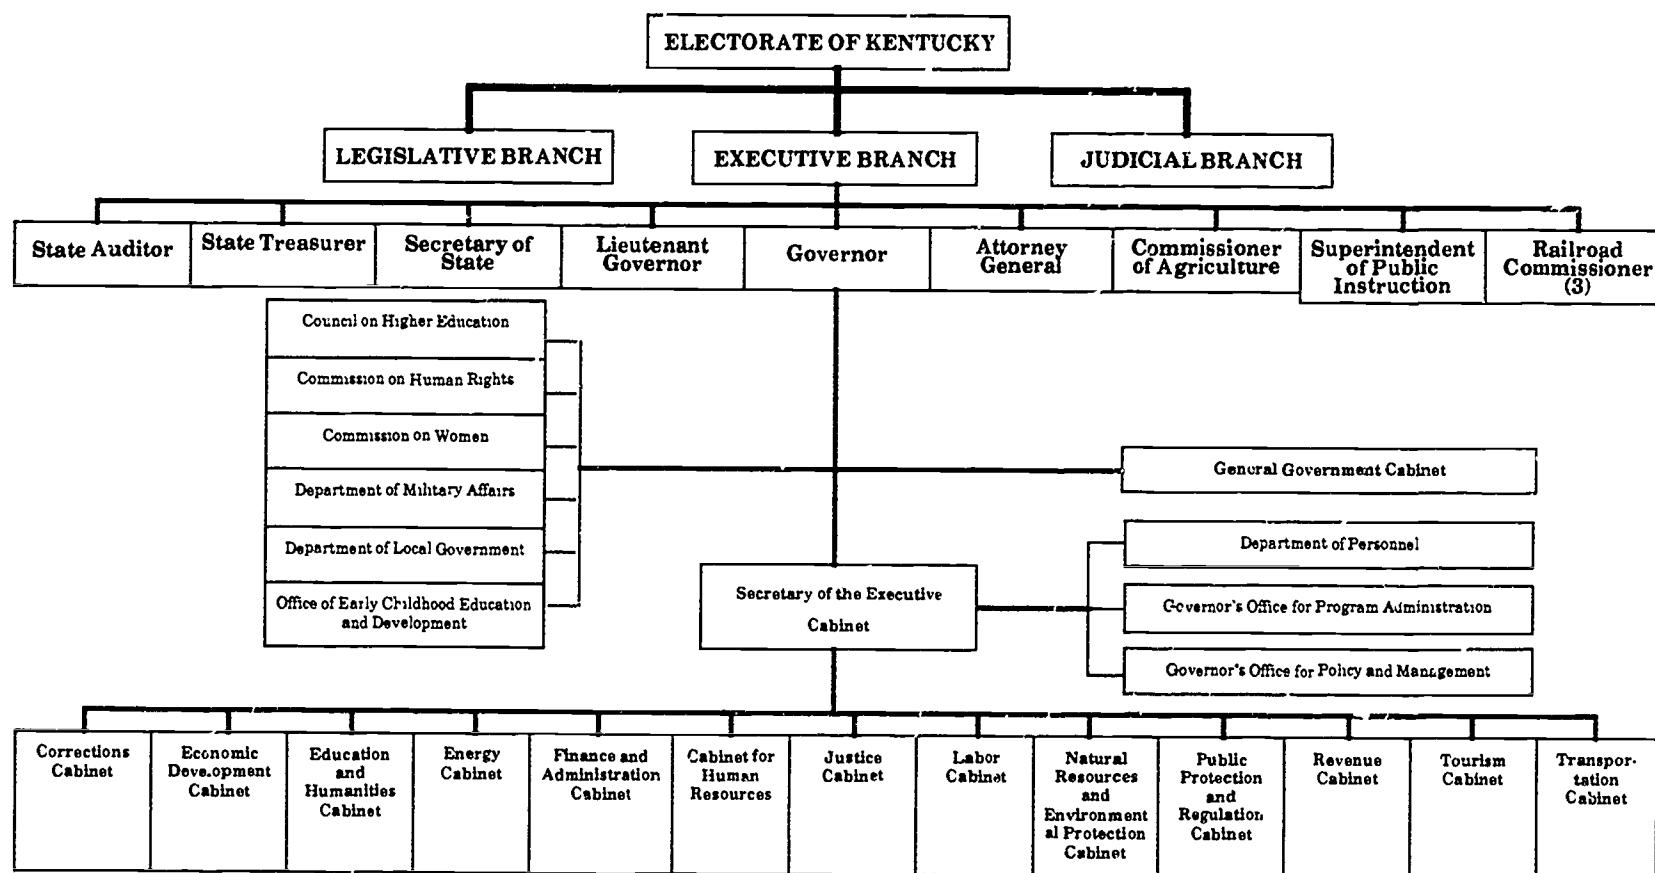 ELECTORATE OF KENTUCKY
LEGISLATIVE BRANCH
EXECUTIVE BRANCH
JUDICIAL BRANCH
State Auditor
State Treasurer
Secretary of
State
Lieutenant
Governor
Governor
Attorney
General
Commissioner
of Agriculture
Superintendent
of Public
Instruction
Railroad
Commissioner
(3)
Council on Higher Education
Commission on Human Rights
Commission on Women
Department of Military Affairs
Department of Local Government
Office of Early Childhood Education
and Development
General Government Cabinet
Department of Personnel
Governor's Office for Program Administration
Governor's Office for Policy and Management
Secretary of the Executive
Cabinet
Corrections
Cabinet
Economic
Development
Cabinet
Education
and
Humanities
Cabinet
Energy
Cabinet
Finance and
Administration
Cabinet
Cabinet for
Human
Resources
Justice
Cabinet
Labor
Cabinet
Natural
Resources
and
Environment
al Protection
Cabinet
Public
Protection
and
Regulation
Cabinet
Revenue
Cabinet
Tourism
Cabinet
Transpor-
tation
Cabinet